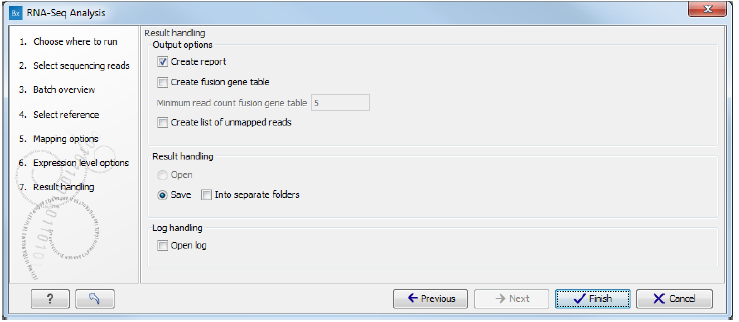 Bx RNA-Seq Analysis
1. Choose where to run
2. Select sequencing reads
3. Batch overview
4. Select reference
5. Mapping options
6. Expression level options
7. Result handling
Result handling
Output options
Create report
Create fusion gene table
Minimum read count fusion gene table 5
Create list of unmapped reads
Result handling
Open
Save Into separate folders
Log handling
Open log
? Previous Next Finish Cancel